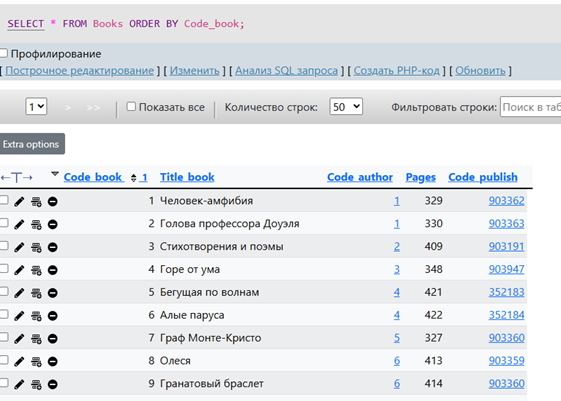 SELECT * FROM Books ORDER BY Code_book;
Профилирование
[ Построчное редактирование ] [ Изменить ] [ Анализ SQL запроса ] [ Создать PHP-код ] [ Обновить ]
1 > >> Показать все Количество строк: 50 Фильтровать строки: Поиск в таб
Extra options
←T→ Code book 1 Title book Code author Pages Code publish
1 Человек-амфибия 1 329 903362
2 Голова профессора Доуэля 1 330 903363
3 Стихотворения и поэмы 2 409 903191
4 Горе от ума 3 348 903947
5 Бегущая по волнам 4 421 352183
6 Алые паруса 4 422 352184
7 Граф Монте-Кристо 5 327 903360
8 Олеся 6 413 903359
9 Гранатовый браслет 6 414 903360